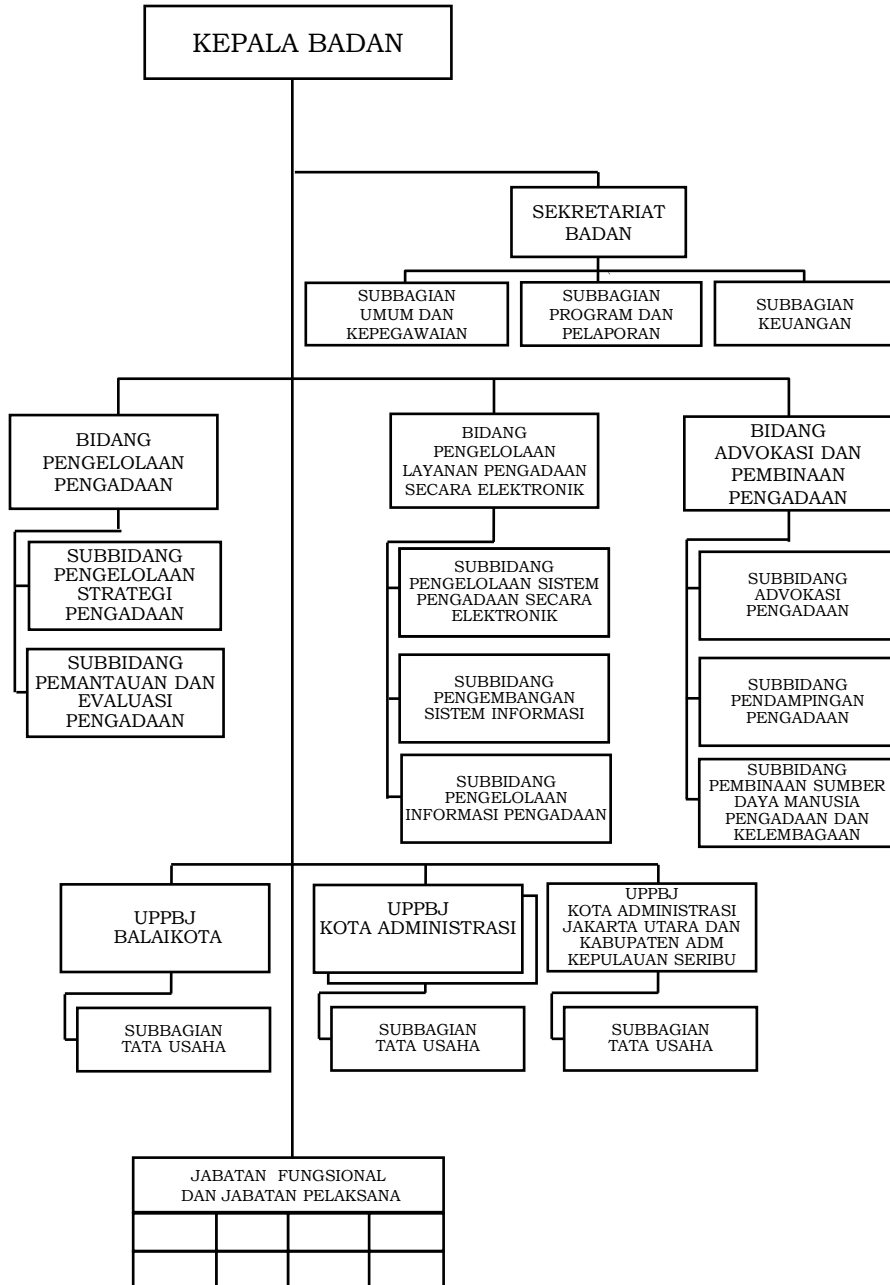 KEPALA BADAN
SEKRETARIAT
BADAN
SUBBAGIAN
UMUM DAN
KEPEGAWAIAN
SUBBAGIAN
PROGRAM DAN
PELAPORAN
SUBBAGIAN
KEUANGAN
BIDANG
PENGELOLAAN
PENGADAAN
SUBBIDANG
PENGELOLAAN
STRATEGI
PENGADAAN
SUBBIDANG
PEMANTAUAN DAN
EVALUASI
PENGADAAN
BIDANG
PENGELOLAAN
LAYANAN PENGADAAN
SECARA ELEKTRONIK
SUBBIDANG
PENGELOLAAN SISTEM
PENGADAAN SECARA
ELEKTRONIK
SUBBIDANG
PENGEMBANGAN
SISTEM INFORMASI
SUBBIDANG
PENGELOLAAN
INFORMASI PENGADAAN
BIDANG
ADVOKASI DAN
PEMBINAAN
PENGADAAN
SUBBIDANG
ADVOKASI
PENGADAAN
SUBBIDANG
PENDAMPINGAN
PENGADAAN
SUBBIDANG
PEMBINAAN SUMBER
DAYA MANUSIA
PENGADAAN DAN
KELEMBAGAAN
UPPBJ
BALAIKOTA
SUBBAGIAN
TATA USAHA
UPPBJ
KOTA ADMINISTRASI
SUBBAGIAN
TATA USAHA
UPPBJ
KOTA ADMINISTRASI
JAKARTA UTARA DAN
KABUPATEN ADM
KEPULAUAN SERIBU
SUBBAGIAN
TATA USAHA
JABATAN FUNGSIONAL
DAN JABATAN PELAKSANA